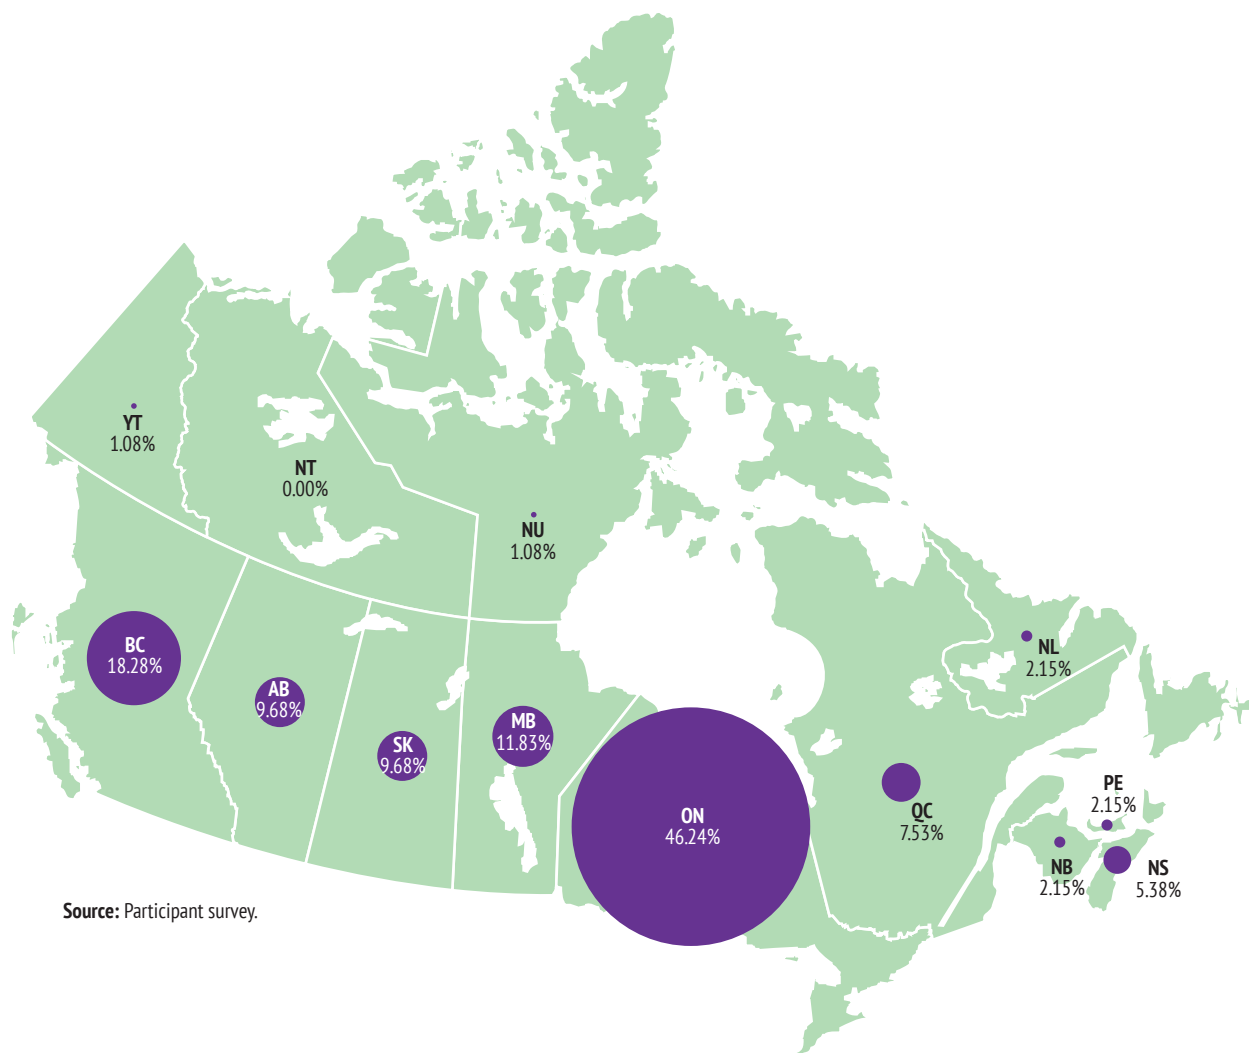 YT
1.08%
NT
0.00%
NU
1.08%
BC
18.28%
AB
9.68%
SK
9.68%
MB
11.83%
ON
46.24%
QC
7.53%
NL
2.15%
PE
2.15%
NB
2.15%
NS
5.38%
Source: Participant survey.